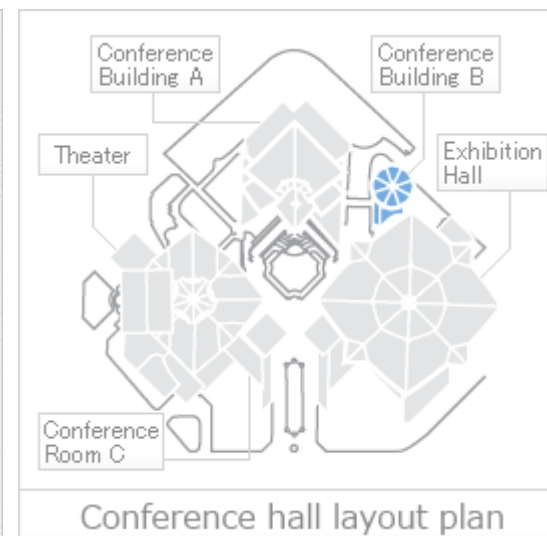 Conference
Building A
Conference
Building B
Theater
Exhibition
Hall
Conference
Room C
Conference hall layout plan